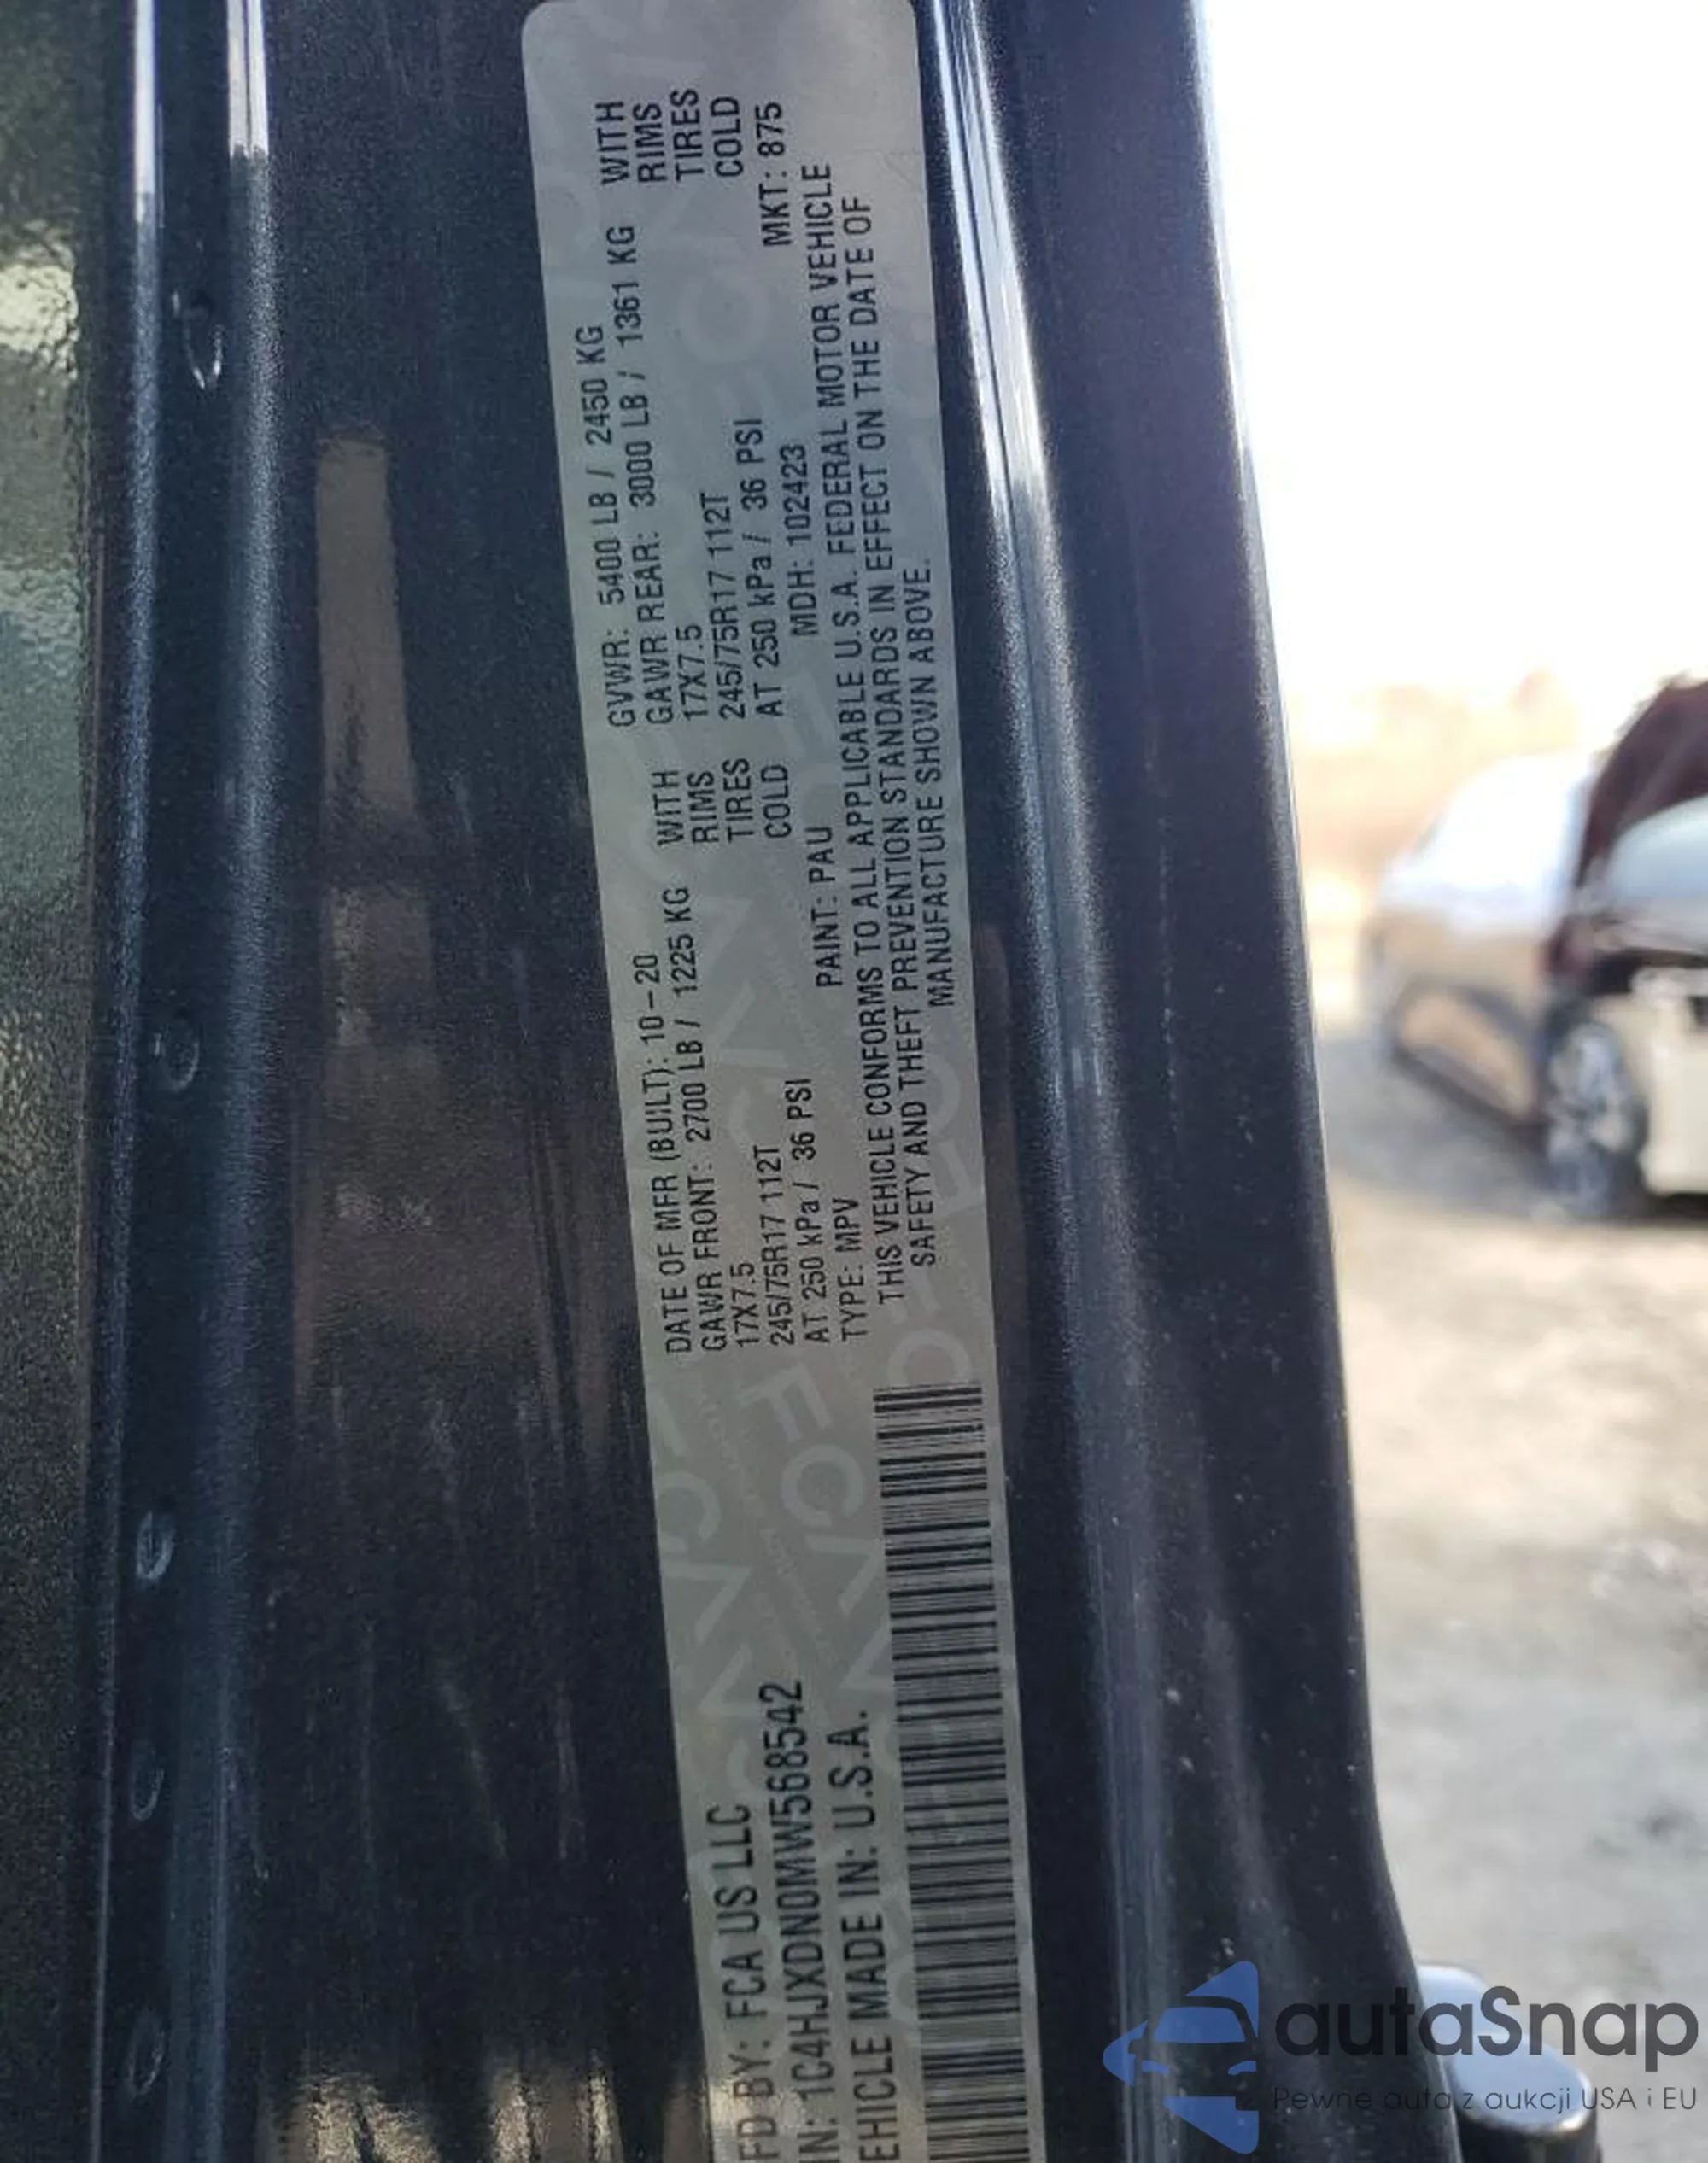 FD BY: FCA US LLC
IN: 1C4HJXDN0MW568542
EHICLE MADE IN: U.S.A.
DATE OF MFR (BUILT): 10-20 GVWR: 5400 LB / 2450 KG
GAWR FRONT: 2700 LB / 1225 KG WITH GAWR REAR: 3000 LB / 1361 KG WITH
17X7.5 RIMS 17X7.5 RIMS
245/75R17 112T TIRES 245/75R17 112T TIRES
AT 250 kPa / 36 PSI COLD AT 250 kPa / 36 PSI COLD
TYPE: MPV PAINT: PAU MDH: 102423 MKT: 875
THIS VEHICLE CONFORMS TO ALL APPLICABLE U.S.A. FEDERAL MOTOR VEHICLE
SAFETY AND THEFT PREVENTION STANDARDS IN EFFECT ON THE DATE OF
MANUFACTURE SHOWN ABOVE.
autaSnap
Pewne auta z aukcji USA i EU